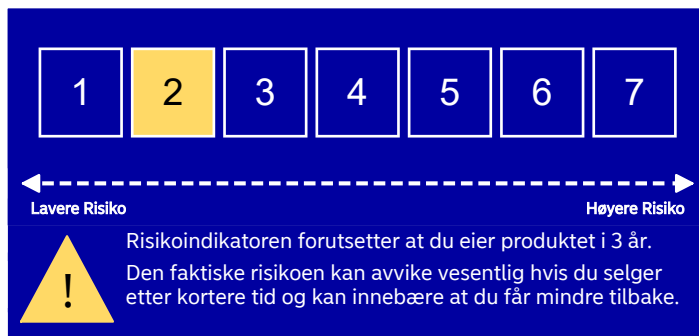 1 2 3 4 5 6 7
Lavere Risiko Høyere Risiko
Risikoindikatoren forutsetter at du eier produktet i 3 år.
Den faktiske risikoen kan avvike vesentlig hvis du selger
etter kortere tid og kan innebære at du får mindre tilbake.
!